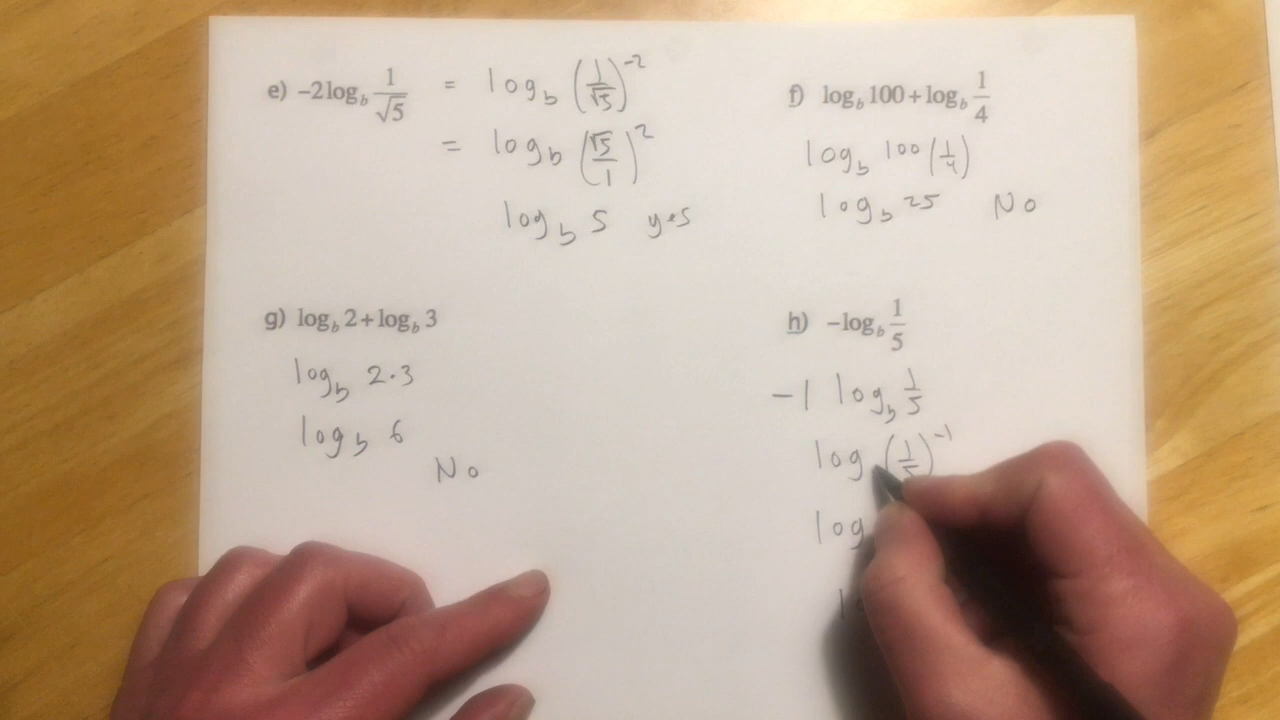 e) −2log_b 1/√5 = log_b (1/√5)^−2
= log_b (√5/1)^2
log_b 5 yes
f) log_b 100 + log_b 1/4
log_b 100 (1/4)
log_b 25 No
g) log_b 2 + log_b 3
log_b 2·3
log_b 6
No
h) −log_b 1/5
−1 log_b 1/5
log (1/5)^−1
log